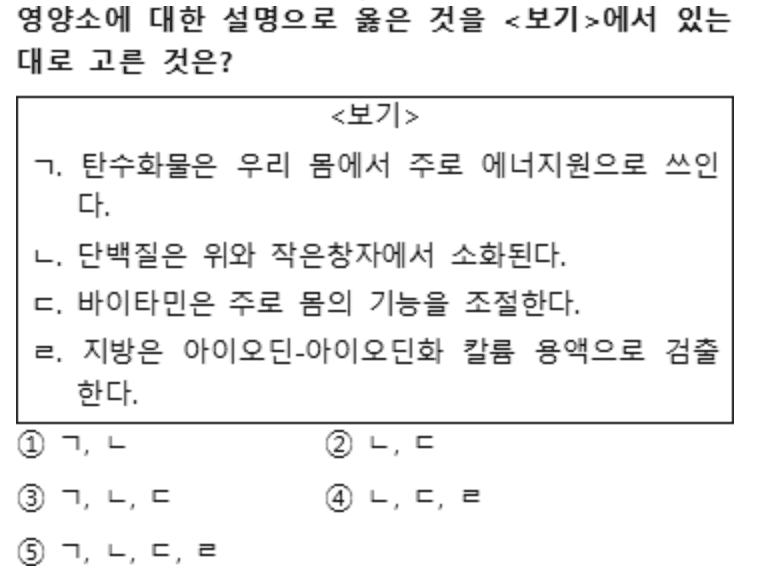 영양소에 대한 설명으로 옳은 것을 <보기>에서 있는
대로 고른 것은?
<보기>
ㄱ. 탄수화물은 우리 몸에서 주로 에너지원으로 쓰인
다.
ㄴ. 단백질은 위와 작은창자에서 소화된다.
ㄷ. 바이타민은 주로 몸의 기능을 조절한다.
ㄹ. 지방은 아이오딘-아이오딘화 칼륨 용액으로 검출
한다.
① ㄱ, ㄴ ② ㄴ, ㄷ
③ ㄱ, ㄴ, ㄷ ④ ㄴ, ㄷ, ㄹ
⑤ ㄱ, ㄴ, ㄷ, ㄹ